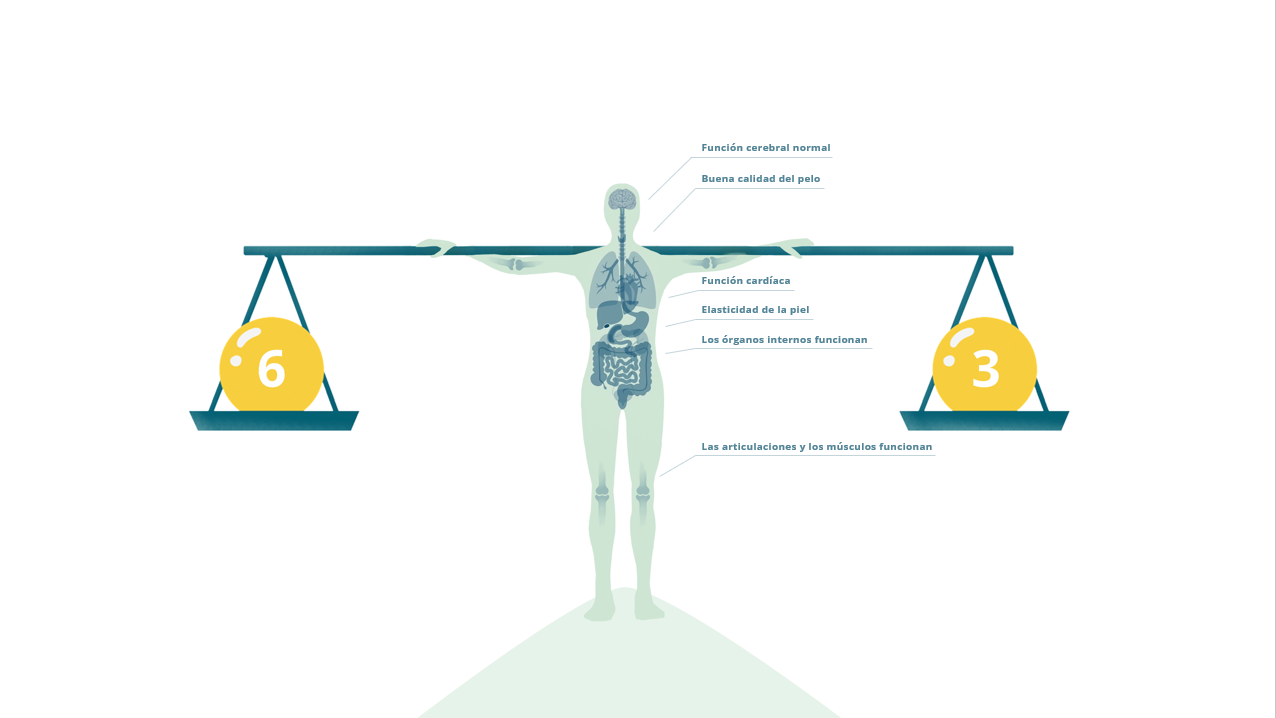 Función cerebral normal
Buena calidad del pelo
Función cardíaca
Elasticidad de la piel
Los órganos internos funcionan
6
3
Las articulaciones y los músculos funcionan